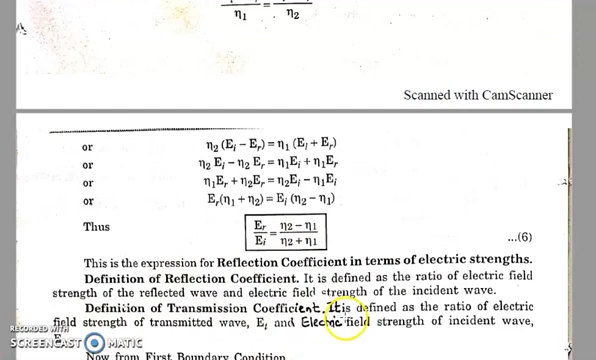 η1 = η2
Scanned with CamScanner
or η2 (Ei − Er) = η1 (Ei + Er)
or η2 Ei − η2 Er = η1Ei + η1Er
or η1Er + η2Er = η2Ei − η1Ei
or Er(η1 + η2) = Ei (η2 − η1)
Thus Er/Ei = η2 − η1/η2 + η1 ...(6)
This is the expression for Reflection Coefficient in terms of electric strengths.
Definition of Reflection Coefficient. It is defined as the ratio of electric field
strength of the reflected wave and electric field strength of the incident wave.
Definition of Transmission Coefficient. It is defined as the ratio of electric
field strength of transmitted wave, Et and Electric field strength of incident wave,
Now from First Boundary Condition
RECORDED WITH
SCREENCAST MATIC